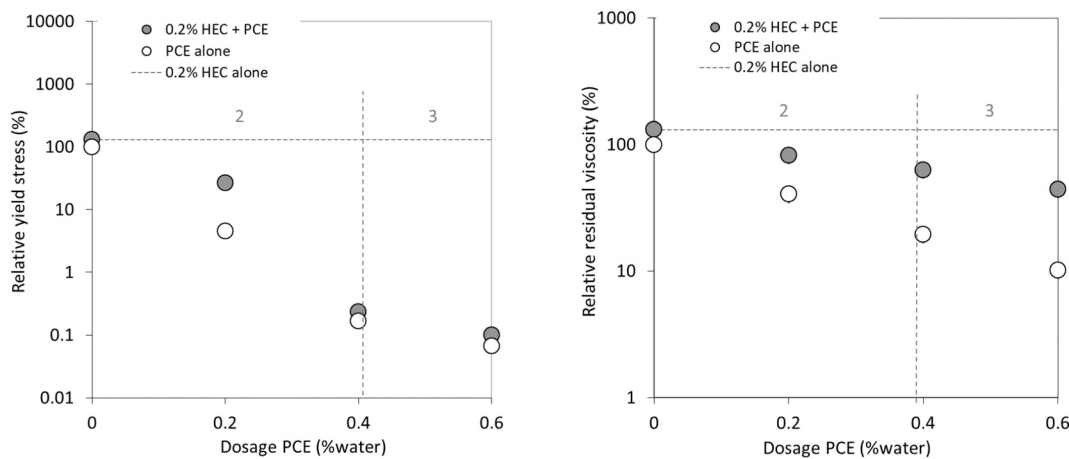 10000
1000
100
10
1
0.1
0.01
Relative yield stress (%)
0.2% HEC + PCE
PCE alone
0.2% HEC alone
2
3
0
0.2
0.4
0.6
Dosage PCE (%water)
1000
100
10
1
Relative residual viscosity (%)
0.2% HEC + PCE
PCE alone
0.2% HEC alone
2
3
0
0.2
0.4
0.6
Dosage PCE (%water)